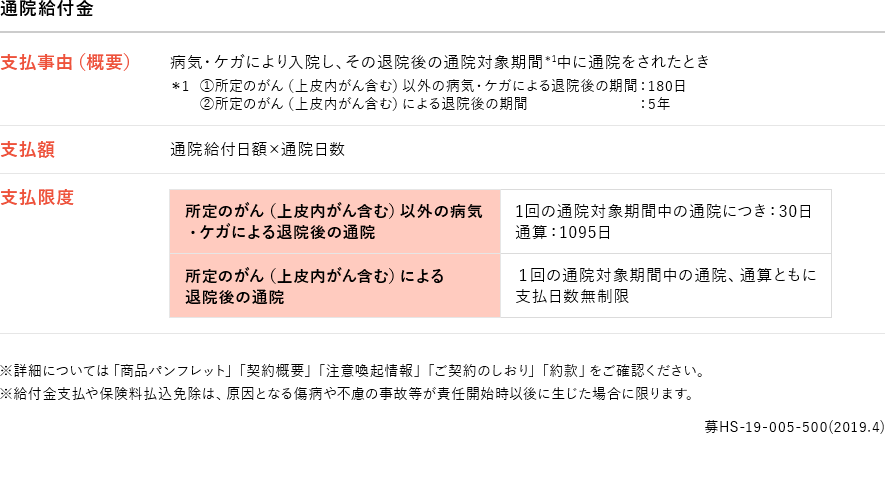 通院給付金
支払事由（概要）
病気・ケガにより入院し、その退院後の通院対象期間*1中に通院をされたとき
＊1 ①所定のがん（上皮内がん含む）以外の病気・ケガによる退院後の期間：180日
②所定のがん（上皮内がん含む）による退院後の期間：5年
支払額
通院給付日額×通院日数
支払限度
所定のがん（上皮内がん含む）以外の病気
・ケガによる退院後の通院
1回の通院対象期間中の通院につき：30日
通算：1095日
所定のがん（上皮内がん含む）による
退院後の通院
1回の通院対象期間中の通院、通算ともに
支払日数無制限
※詳細については「商品パンフレット」「契約概要」「注意喚起情報」「ご契約のしおり」「約款」をご確認ください。
※給付金支払や保険料払込免除は、原因となる傷病や不慮の事故等が責任開始時以後に生じた場合に限ります。
募HS-19-005-500(2019.4)